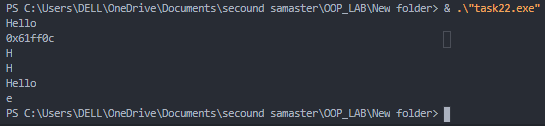 PS C:\Users\DELL\OneDrive\Documents\secound samaster\OOP_LAB\New folder> & .\"task22.exe"
Hello
0x61ff0c
H
H
Hello
e
PS C:\Users\DELL\OneDrive\Documents\secound samaster\OOP_LAB\New folder>